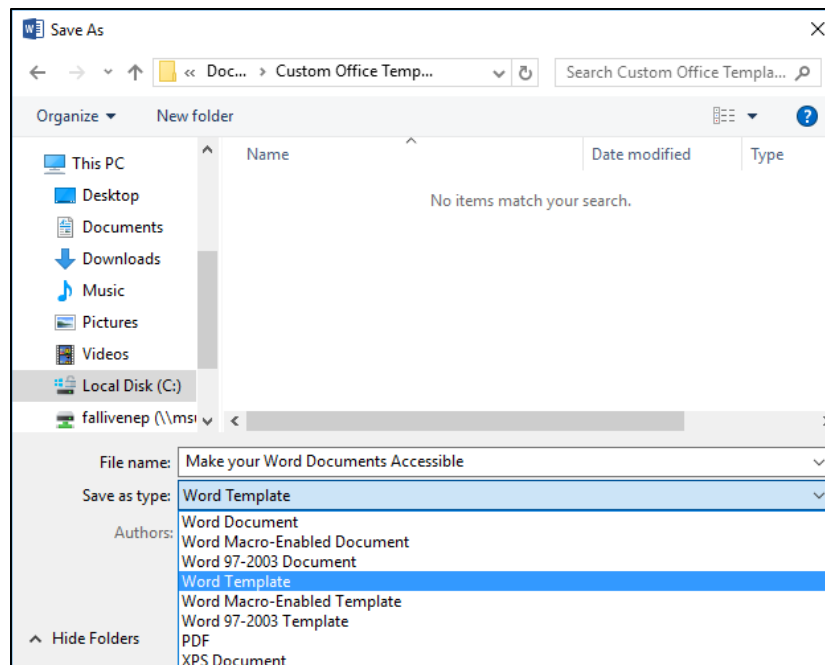 Save As
« Doc... > Custom Office Temp...
Search Custom Office Templa...
Organize
New folder
Name
Date modified
Type
This PC
Desktop
Documents
Downloads
Music
Pictures
Videos
Local Disk (C:)
fallivenep (\\msu
No items match your search.
File name: Make your Word Documents Accessible
Save as type: Word Template
Authors:
Word Document
Word Macro-Enabled Document
Word 97-2003 Document
Word Template
Word Macro-Enabled Template
Word 97-2003 Template
PDF
XPS Document
Hide Folders